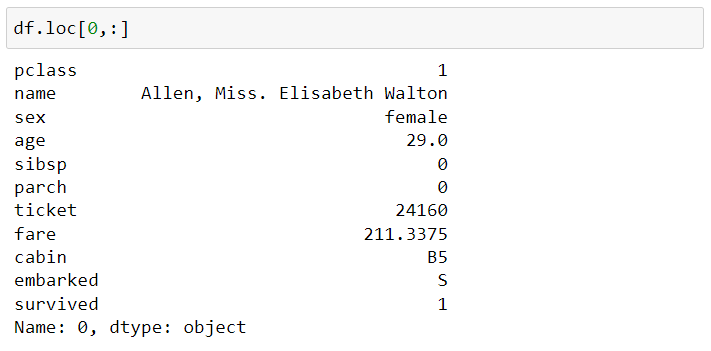 df.loc[0,:]
pclass 1
name Allen, Miss. Elisabeth Walton
sex female
age 29.0
sibsp 0
parch 0
ticket 24160
fare 211.3375
cabin B5
embarked S
survived 1
Name: 0, dtype: object